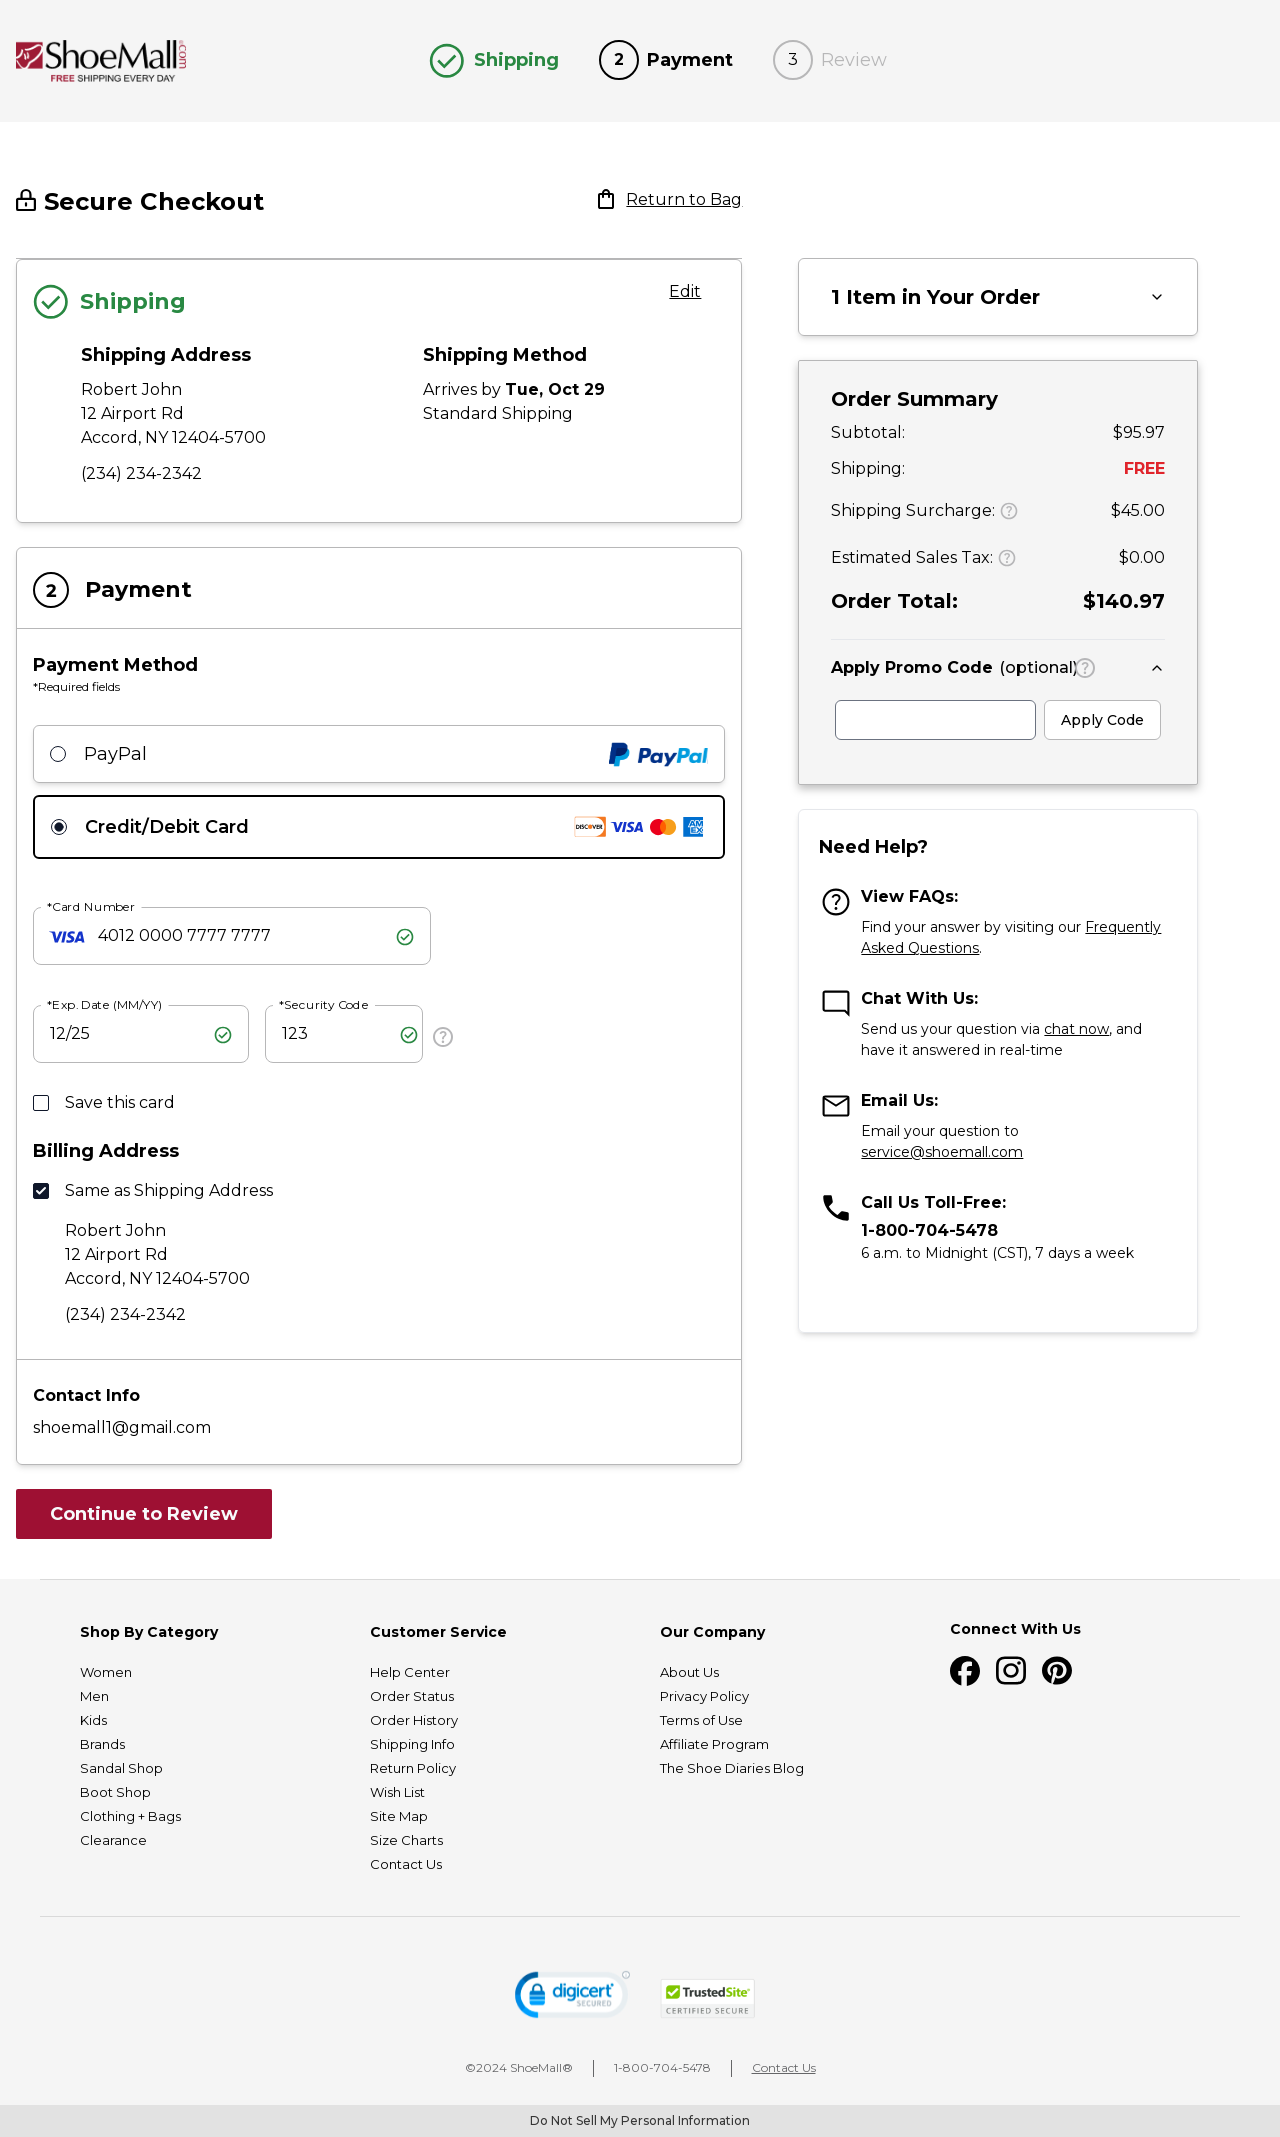 ShoeMall.com
FREE SHIPPING EVERY DAY
Shipping
2 Payment
3 Review
Secure Checkout
Return to Bag
Shipping
Edit
Shipping Address
Robert John
12 Airport Rd
Accord, NY 12404-5700
(234) 234-2342
Shipping Method
Arrives by Tue, Oct 29
Standard Shipping
2 Payment
Payment Method
*Required fields
PayPal
PayPal
Credit/Debit Card
DISCOVER VISA AMEX
*Card Number
VISA 4012 0000 7777 7777
*Exp. Date (MM/YY)
12/25
*Security Code
123
Save this card
Billing Address
Same as Shipping Address
Robert John
12 Airport Rd
Accord, NY 12404-5700
(234) 234-2342
Contact Info
shoemall1@gmail.com
Continue to Review
1 Item in Your Order
Order Summary
Subtotal: $95.97
Shipping: FREE
Shipping Surcharge: $45.00
Estimated Sales Tax: $0.00
Order Total: $140.97
Apply Promo Code (optional)
Apply Code
Need Help?
View FAQs:
Find your answer by visiting our Frequently
Asked Questions.
Chat With Us:
Send us your question via chat now, and
have it answered in real-time
Email Us:
Email your question to
service@shoemall.com
Call Us Toll-Free:
1-800-704-5478
6 a.m. to Midnight (CST), 7 days a week
Shop By Category
Women
Men
Kids
Brands
Sandal Shop
Boot Shop
Clothing + Bags
Clearance
Customer Service
Help Center
Order Status
Order History
Shipping Info
Return Policy
Wish List
Site Map
Size Charts
Contact Us
Our Company
About Us
Privacy Policy
Terms of Use
Affiliate Program
The Shoe Diaries Blog
Connect With Us
digicert
SECURED
TrustedSite
CERTIFIED SECURE
©2024 ShoeMall®
1-800-704-5478
Contact Us
Do Not Sell My Personal Information